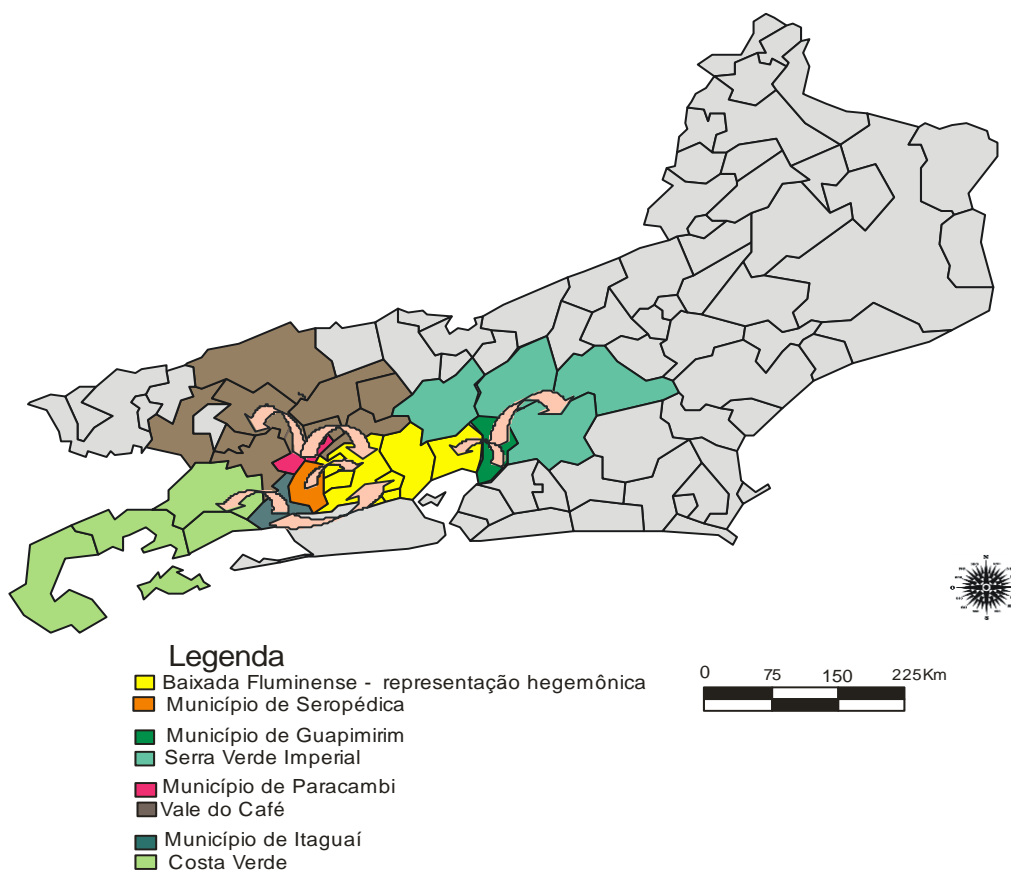 Legenda
Baixada Fluminense - representação hegemônica
Município de Seropédica
Município de Guapimirim
Serra Verde Imperial
Município de Paracambi
Vale do Café
Município de Itaguaí
Costa Verde
0 75 150 225Km
N
O
S